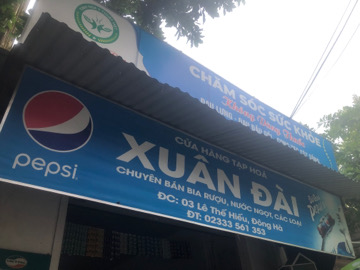 CHĂM SÓC SỨC KHỎE
pepsi
CỬA HÀNG TẠP HOÁ
XUÂN ĐÀI
CHUYÊN BÁN BIA RƯỢU, NƯỚC NGỌT, CÁC LOẠI
ĐC: 03 Lê Thế Hiếu, Đông Hà
ĐT: 02333 561 353